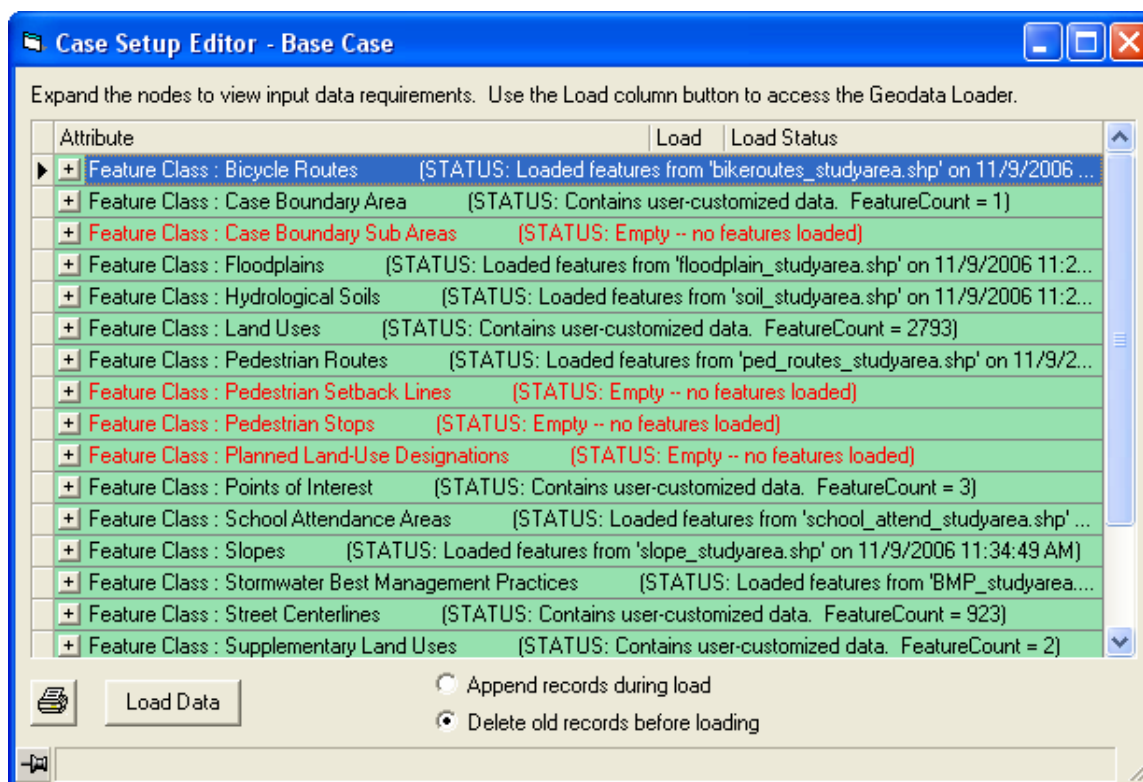 Case Setup Editor - Base Case
Expand the nodes to view input data requirements. Use the Load column button to access the Geodata Loader.
Attribute Load Load Status
Feature Class : Bicycle Routes (STATUS: Loaded features from 'bikeroutes_studyarea.shp' on 11/9/2006 ...
Feature Class : Case Boundary Area (STATUS: Contains user-customized data. FeatureCount = 1)
Feature Class : Case Boundary Sub Areas (STATUS: Empty -- no features loaded)
Feature Class : Floodplains (STATUS: Loaded features from 'floodplain_studyarea.shp' on 11/9/2006 11:2...
Feature Class : Hydrological Soils (STATUS: Loaded features from 'soil_studyarea.shp' on 11/9/2006 11:2...
Feature Class : Land Uses (STATUS: Contains user-customized data. FeatureCount = 2793)
Feature Class : Pedestrian Routes (STATUS: Loaded features from 'ped_routes_studyarea.shp' on 11/9/2...
Feature Class : Pedestrian Setback Lines (STATUS: Empty -- no features loaded)
Feature Class : Pedestrian Stops (STATUS: Empty -- no features loaded)
Feature Class : Planned Land-Use Designations (STATUS: Empty -- no features loaded)
Feature Class : Points of Interest (STATUS: Contains user-customized data. FeatureCount = 3)
Feature Class : School Attendance Areas (STATUS: Loaded features from 'school_attend_studyarea.shp' ...
Feature Class : Slopes (STATUS: Loaded features from 'slope_studyarea.shp' on 11/9/2006 11:34:49 AM)
Feature Class : Stormwater Best Management Practices (STATUS: Loaded features from 'BMP_studyarea....
Feature Class : Street Centerlines (STATUS: Contains user-customized data. FeatureCount = 923)
Feature Class : Supplementary Land Uses (STATUS: Contains user-customized data. FeatureCount = 2)
Append records during load
Load Data
Delete old records before loading